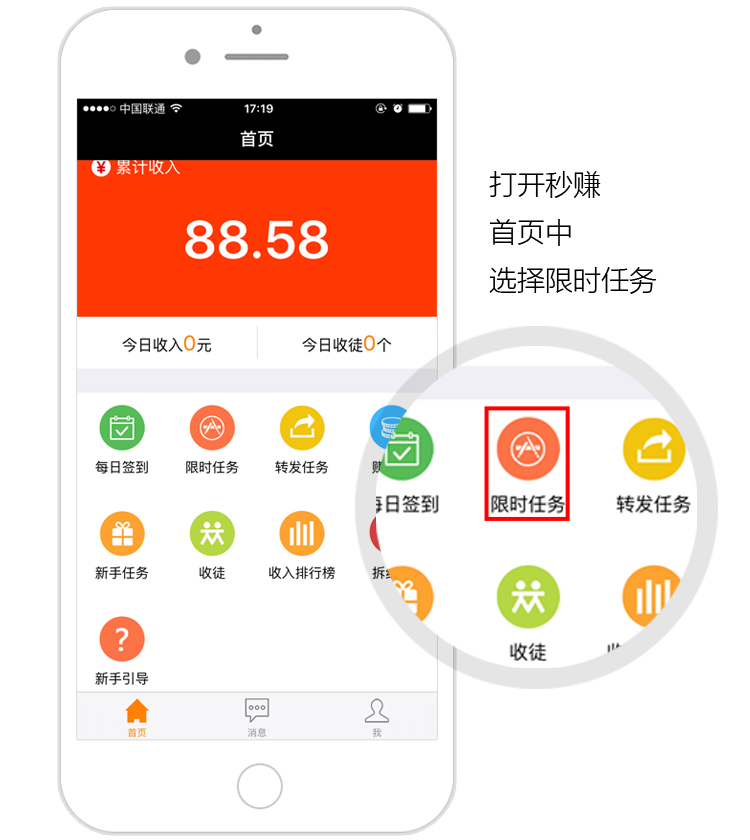 中国联通 17:19
首页
¥ 累计收入
88.58
今日收入0元 今日收徒0个
每日签到 限时任务 转发任务
新手任务 收徒 收入排行榜 拆
新手引导
首页 消息 我
打开秒赚
首页中
选择限时任务
每日签到 限时任务 转发任务
收徒